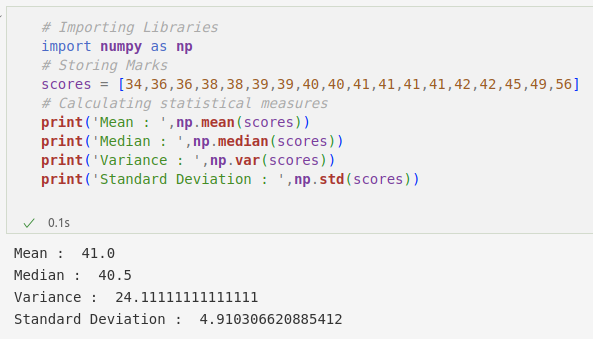 # Importing Libraries
import numpy as np
# Storing Marks
scores = [34,36,36,38,38,39,39,40,40,41,41,41,41,42,42,45,49,56]
# Calculating statistical measures
print('Mean : ',np.mean(scores))
print('Median : ',np.median(scores))
print('Variance : ',np.var(scores))
print('Standard Deviation : ',np.std(scores))
0.1s
Mean :  41.0
Median :  40.5
Variance :  24.11111111111111
Standard Deviation :  4.910306620885412